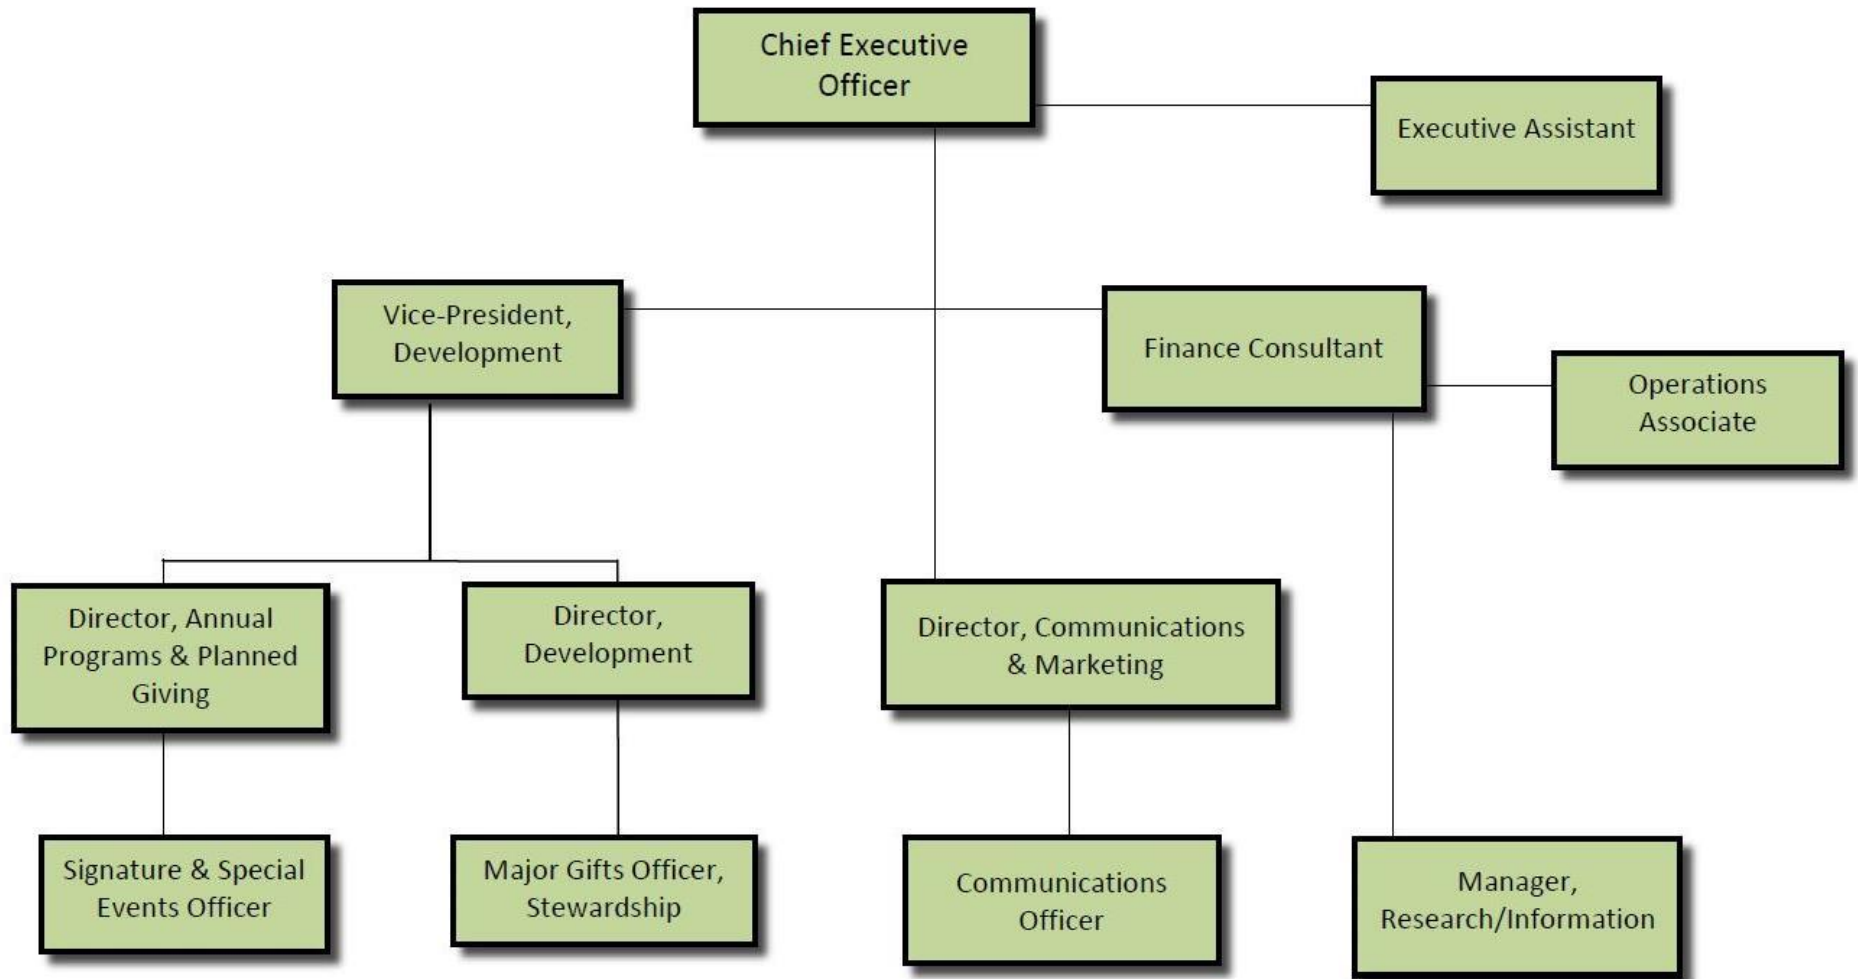 Chief Executive
Officer
Executive Assistant
Vice-President,
Development
Finance Consultant
Operations
Associate
Director, Annual
Programs & Planned
Giving
Director,
Development
Director, Communications
& Marketing
Signature & Special
Events Officer
Major Gifts Officer,
Stewardship
Communications
Officer
Manager,
Research/Information